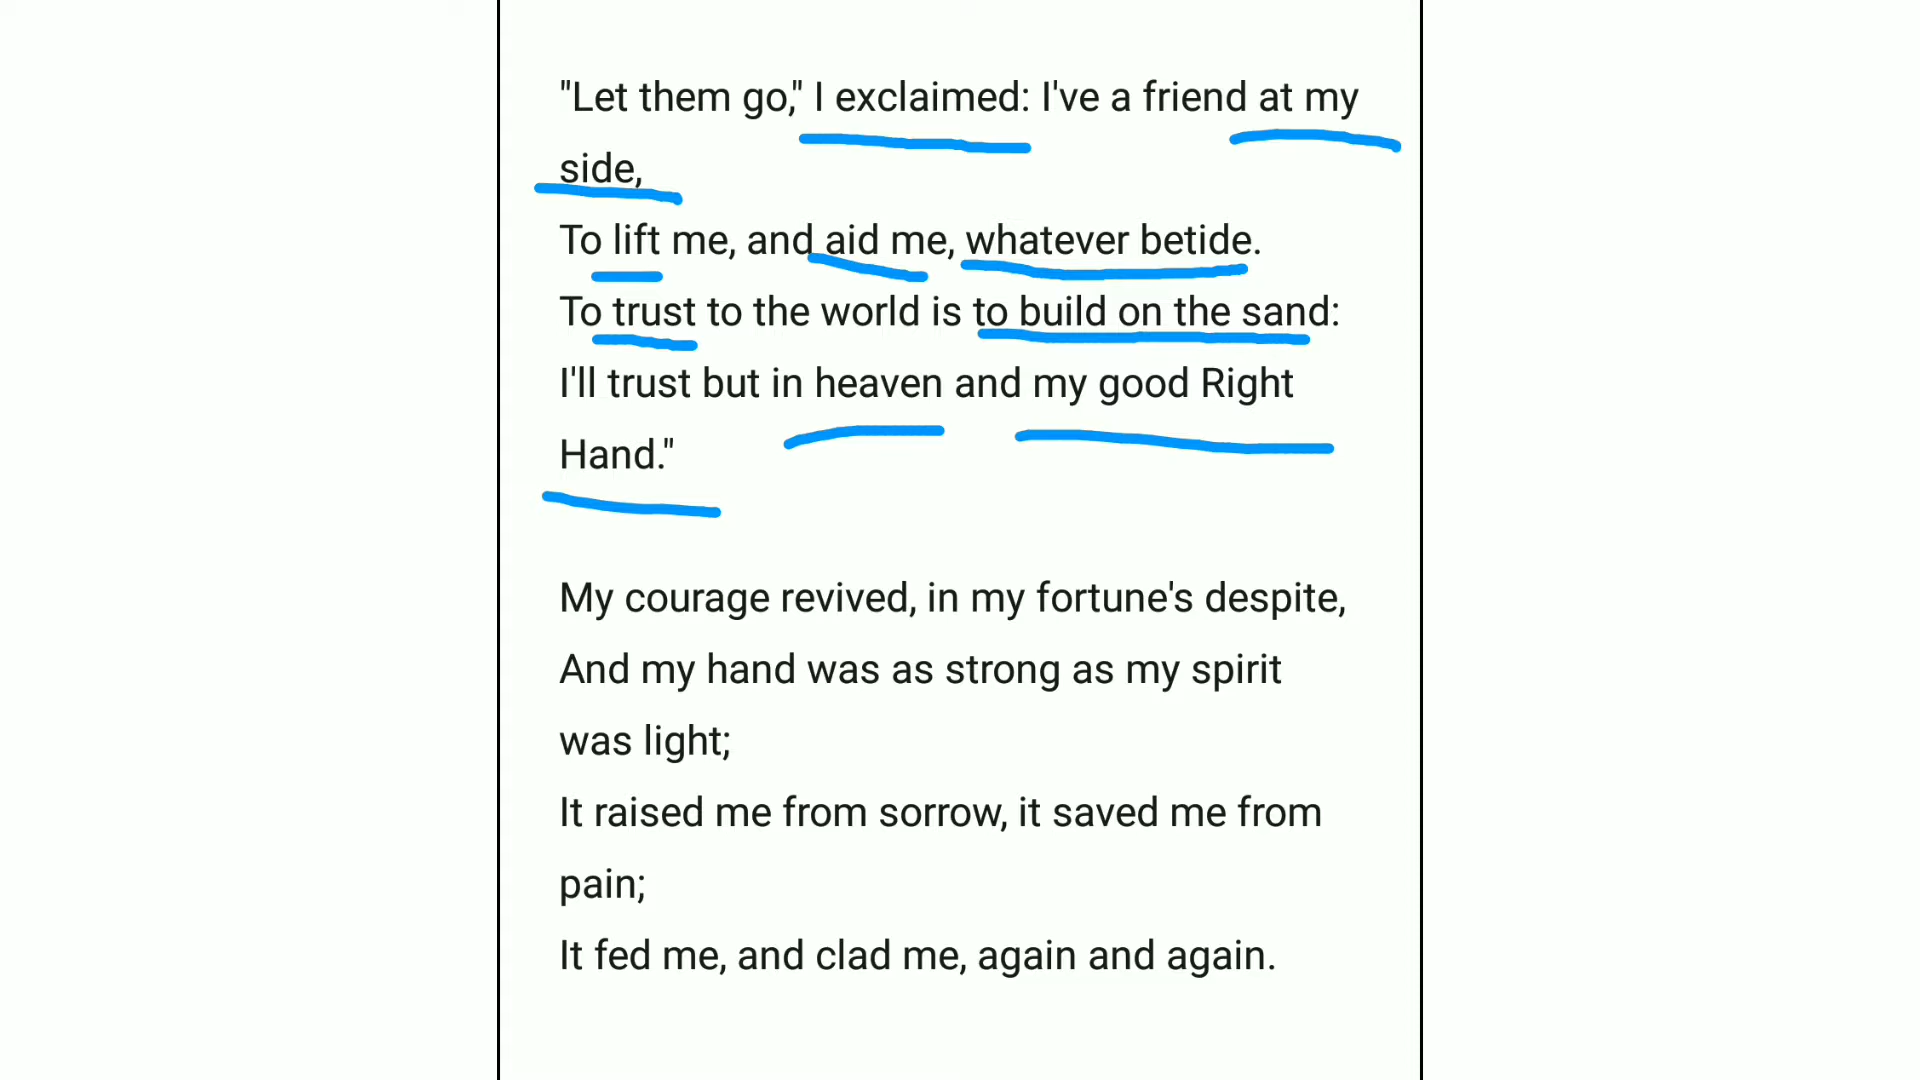 "Let them go," I exclaimed: I've a friend at my
side,
To lift me, and aid me, whatever betide.
To trust to the world is to build on the sand:
I'll trust but in heaven and my good Right
Hand."
My courage revived, in my fortune's despite,
And my hand was as strong as my spirit
was light;
It raised me from sorrow, it saved me from
pain;
It fed me, and clad me, again and again.